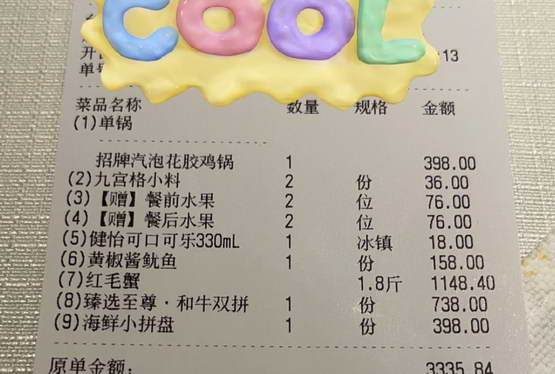 COOL
13
单
菜品名称 数量 规格 金额
(1)单锅
招牌汽泡花胶鸡锅 1 398.00
(2)九宫格小料 2 份 36.00
(3)【赠】餐前水果 2 位 76.00
(4)【赠】餐后水果 2 位 76.00
(5)健怡可口可乐330mL 1 冰镇 18.00
(6)黄椒酱鱿鱼 1 份 158.00
(7)红毛蟹 1.8斤 1148.40
(8)臻选至尊·和牛双拼 1 份 738.00
(9)海鲜小拼盘 1 份 398.00
原单金额: 3335.84